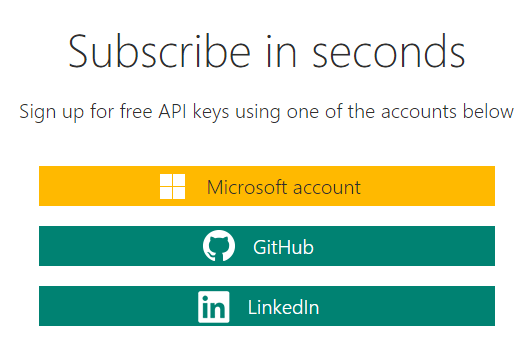 Subscribe in seconds
Sign up for free API keys using one of the accounts below
Microsoft account
GitHub
in LinkedIn